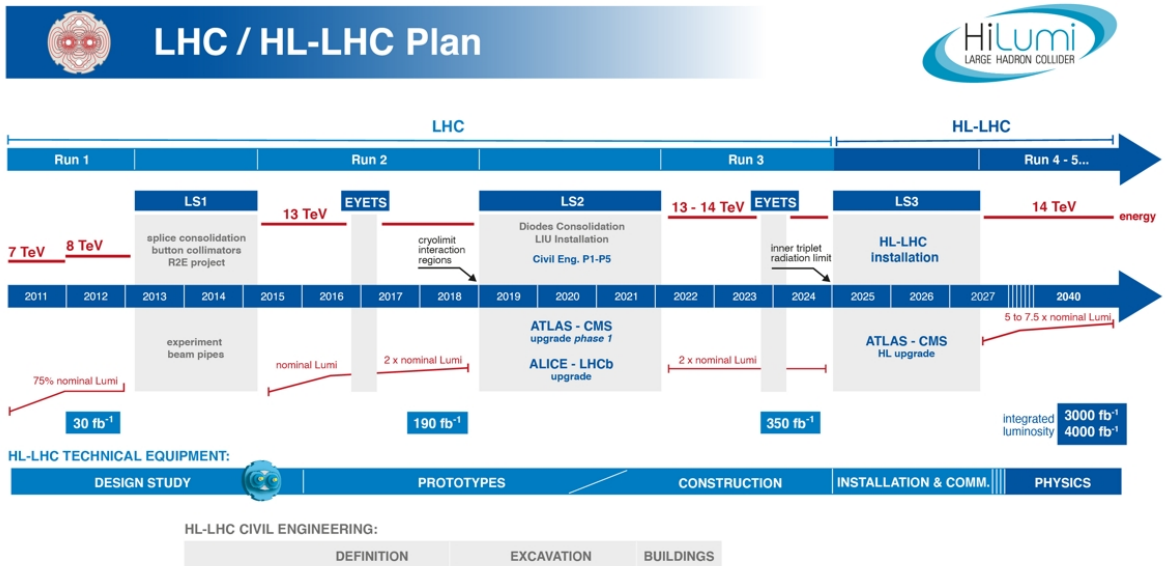 LHC / HL-LHC Plan
HiLumi
LARGE HADRON COLLIDER
LHC
HL-LHC
Run 1
Run 2
Run 3
Run 4 - 5...
LS1
EYETS
LS2
EYETS
LS3
13 TeV
13 - 14 TeV
14 TeV
energy
7 TeV
8 TeV
splice consolidation
button collimators
R2E project
cryolimit
interaction
regions
Diodes Consolidation
LIU Installation
Civil Eng. P1-P5
inner triplet
radiation limit
HL-LHC
installation
2011
2012
2013
2014
2015
2016
2017
2018
2019
2020
2021
2022
2023
2024
2025
2026
2027
2040
75% nominal Lumi
experiment
beam pipes
nominal Lumi
2 x nominal Lumi
ATLAS - CMS
upgrade phase 1
ALICE - LHCb
upgrade
2 x nominal Lumi
ATLAS - CMS
HL upgrade
5 to 7.5 x nominal Lumi
30 fb⁻¹
190 fb⁻¹
350 fb⁻¹
integrated
luminosity
3000 fb⁻¹
4000 fb⁻¹
HL-LHC TECHNICAL EQUIPMENT:
DESIGN STUDY
PROTOTYPES
CONSTRUCTION
INSTALLATION & COMM.
PHYSICS
HL-LHC CIVIL ENGINEERING:
DEFINITION
EXCAVATION
BUILDINGS